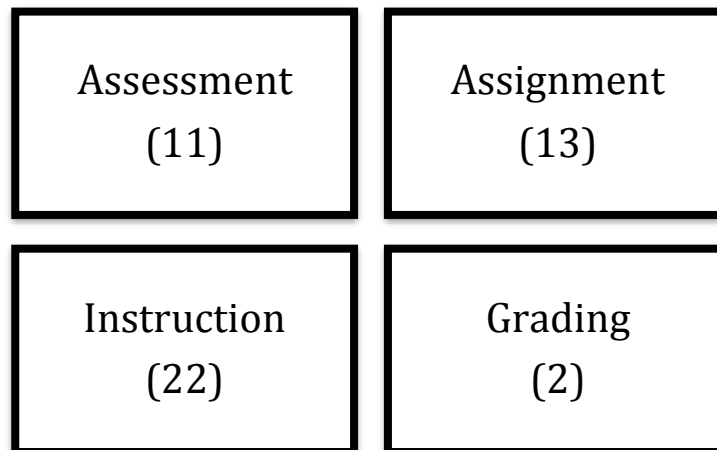 Assessment
(11)
Assignment
(13)
Instruction
(22)
Grading
(2)